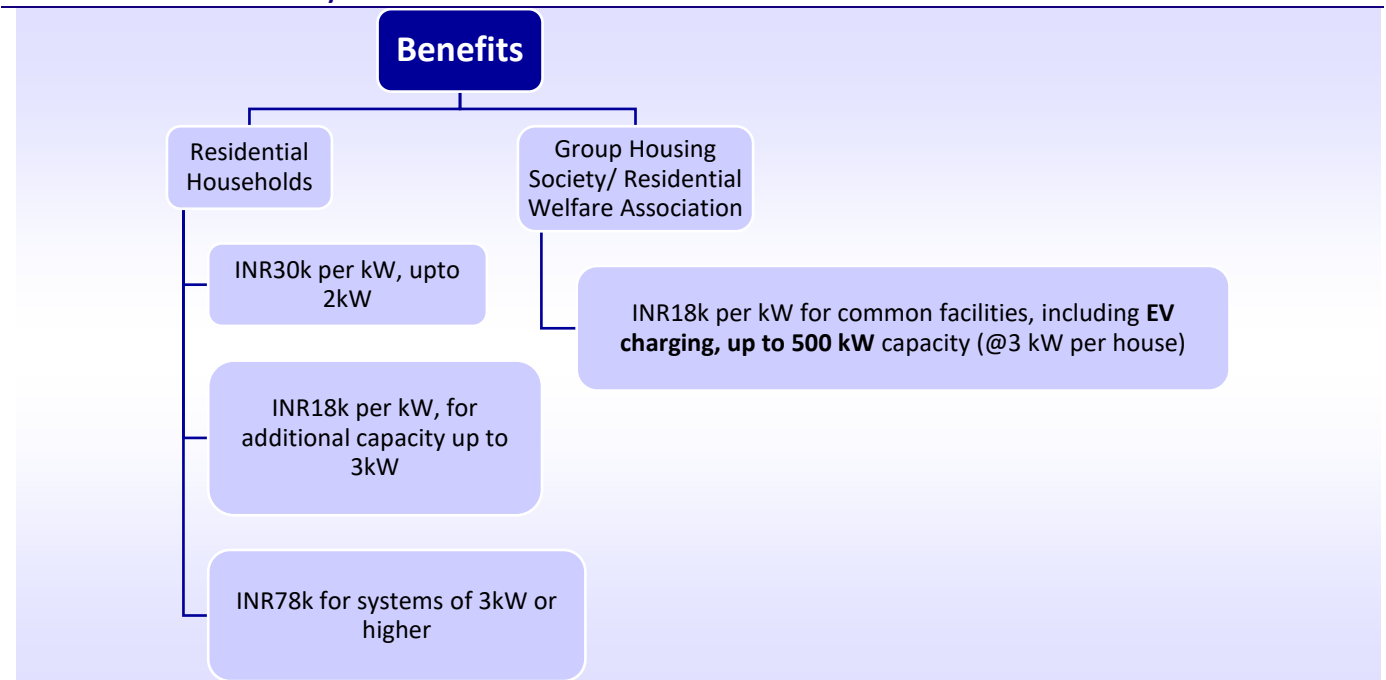 Benefits
Residential
Households
Group Housing
Society/ Residential
Welfare Association
INR30k per kW, upto
2kW
INR18k per kW for common facilities, including EV
charging, up to 500 kW capacity (@3 kW per house)
INR18k per kW, for
additional capacity up to
3kW
INR78k for systems of 3kW or
higher